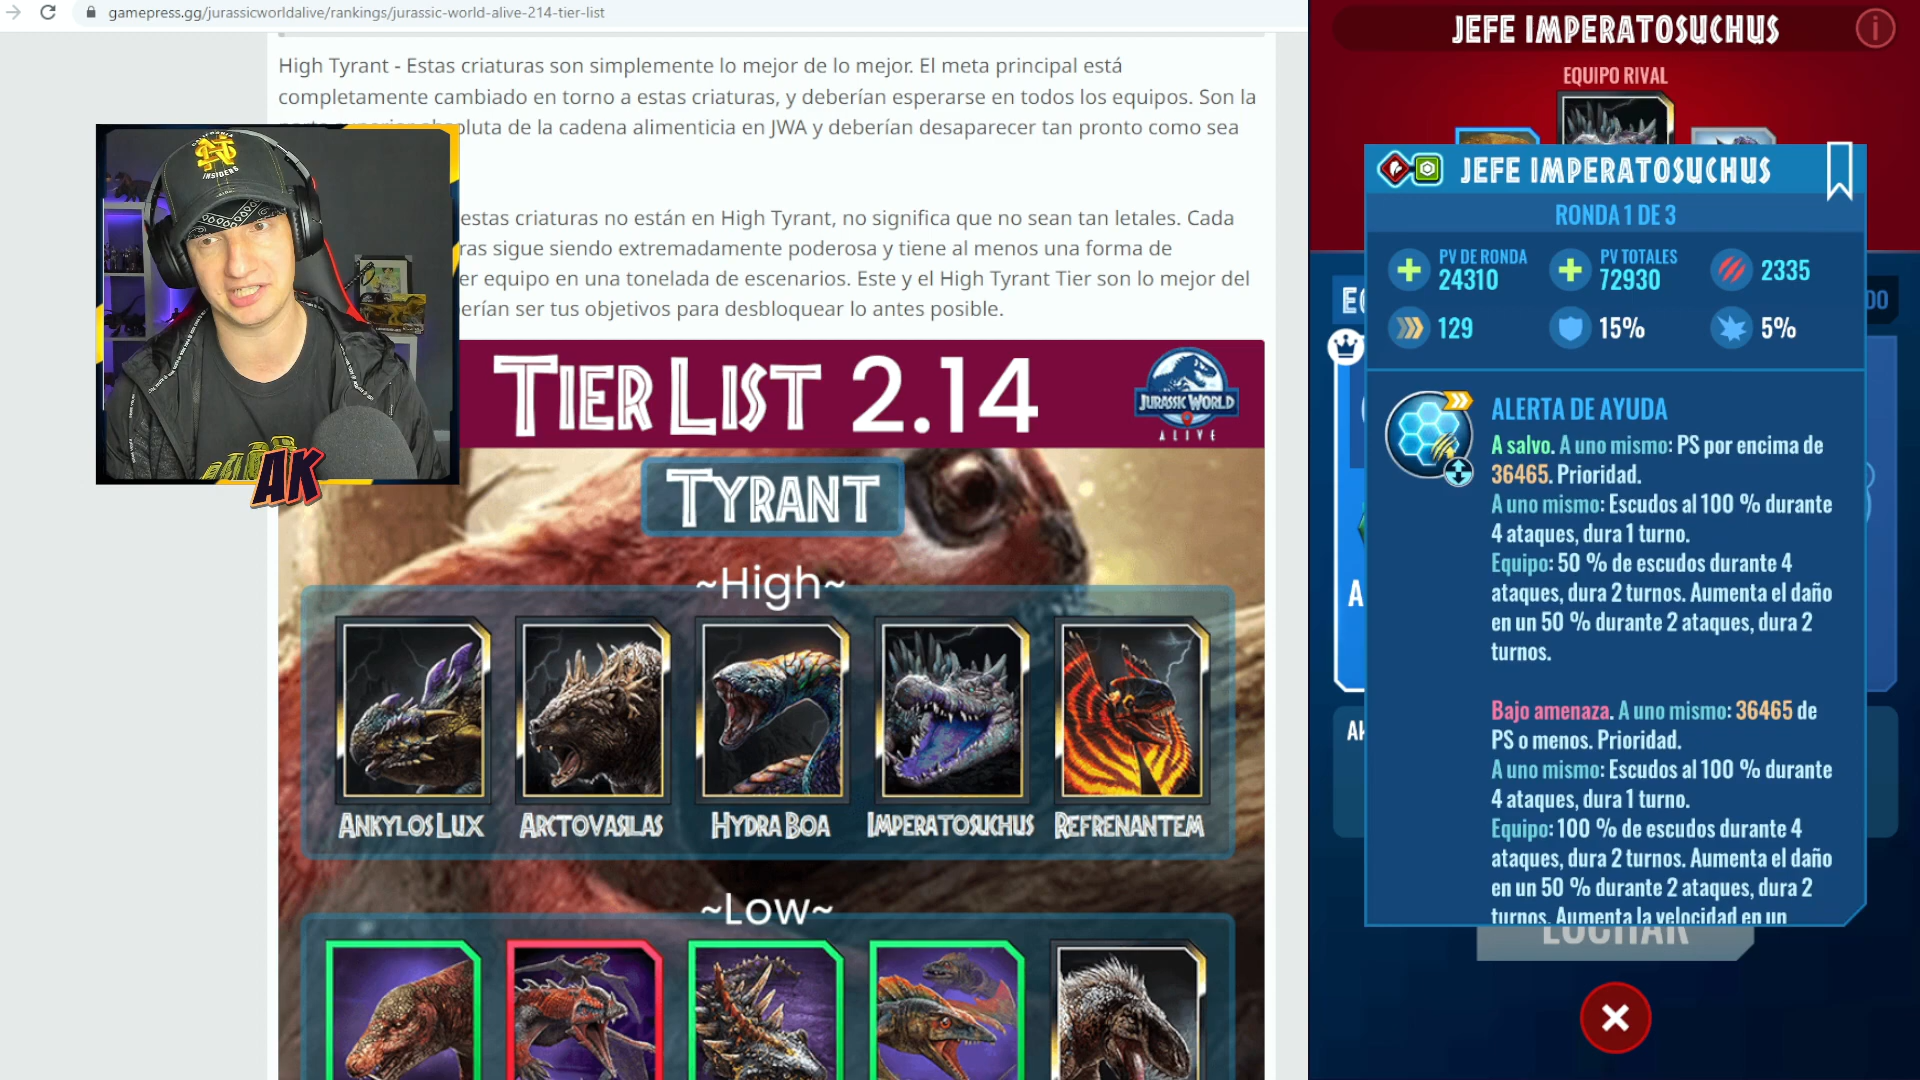 gamepress.gg/jurassicworldalive/rankings/jurassic-world-alive-214-tier-list
High Tyrant - Estas criaturas son simplemente lo mejor de lo mejor. El meta principal está
completamente cambiado en torno a estas criaturas, y deberían esperarse en todos los equipos. Son la
de la cadena alimenticia en JWA y deberían desaparecer tan pronto como sea
estas criaturas no están en High Tyrant, no significa que no sean tan letales. Cada
sigue siendo extremadamente poderosa y tiene al menos una forma de
equipo en una tonelada de escenarios. Este y el High Tyrant Tier son lo mejor del
ser tus objetivos para desbloquear lo antes posible.
INSIDERS
AK
TIER LIST 2.14
JURASSIC WORLD
ALIVE
TYRANT
~High~
ANKYLOS LUX
ARCTOVASILAS
HYDRA BOA
IMPERATOSUCHUS
REFRENANTEM
~Low~
JEFE IMPERATOSUCHUS
EQUIPO RIVAL
JEFE IMPERATOSUCHUS
RONDA 1 DE 3
PV DE RONDA
24310
PV TOTALES
72930
2335
129
15%
5%
ALERTA DE AYUDA
A salvo. A uno mismo: PS por encima de
36465. Prioridad.
A uno mismo: Escudos al 100 % durante
4 ataques, dura 1 turno.
Equipo: 50 % de escudos durante 4
ataques, dura 2 turnos. Aumenta el daño
en un 50 % durante 2 ataques, dura 2
turnos.
Bajo amenaza. A uno mismo: 36465 de
PS o menos. Prioridad.
A uno mismo: Escudos al 100 % durante
4 ataques, dura 1 turno.
Equipo: 100 % de escudos durante 4
ataques, dura 2 turnos. Aumenta el daño
en un 50 % durante 2 ataques, dura 2
turnos. Aumenta la velocidad en un
LUCHAR